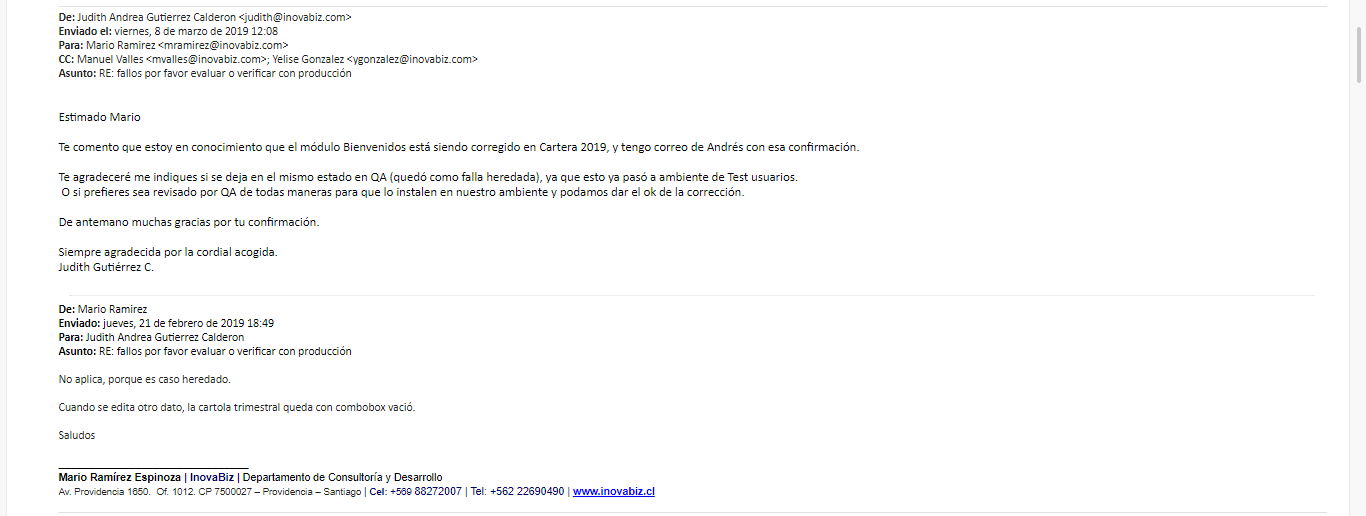 De: Judith Andrea Gutierrez Calderon <judith@inovabiz.com>
Enviado el: viernes, 8 de marzo de 2019 12:08
Para: Mario Ramirez <mramirez@inovabiz.com>
CC: Manuel Valles <mvalles@inovabiz.com>; Yelise Gonzalez <ygonzalez@inovabiz.com>
Asunto: RE: fallos por favor evaluar o verificar con producción
Estimado Mario
Te comento que estoy en conocimiento que el módulo Bienvenidos está siendo corregido en Cartera 2019, y tengo correo de Andrés con esa confirmación.
Te agradeceré me indiques si se deja en el mismo estado en QA (quedó como falla heredada), ya que esto ya pasó a ambiente de Test usuarios.
O si prefieres sea revisado por QA de todas maneras para que lo instalen en nuestro ambiente y podamos dar el ok de la corrección.
De antemano muchas gracias por tu confirmación.
Siempre agradecida por la cordial acogida.
Judith Gutiérrez C.
De: Mario Ramirez
Enviado: jueves, 21 de febrero de 2019 18:49
Para: Judith Andrea Gutierrez Calderon
Asunto: RE: fallos por favor evaluar o verificar con producción
No aplica, porque es caso heredado.
Cuando se edita otro dato, la cartola trimestral queda con combobox vació.
Saludos
Mario Ramírez Espinoza | InovaBiz | Departamento de Consultoría y Desarrollo
Av. Providencia 1650.  Of. 1012. CP 7500027 – Providencia – Santiago | Cel: +569 88272007 | Tel: +562 22690490 | www.inovabiz.cl